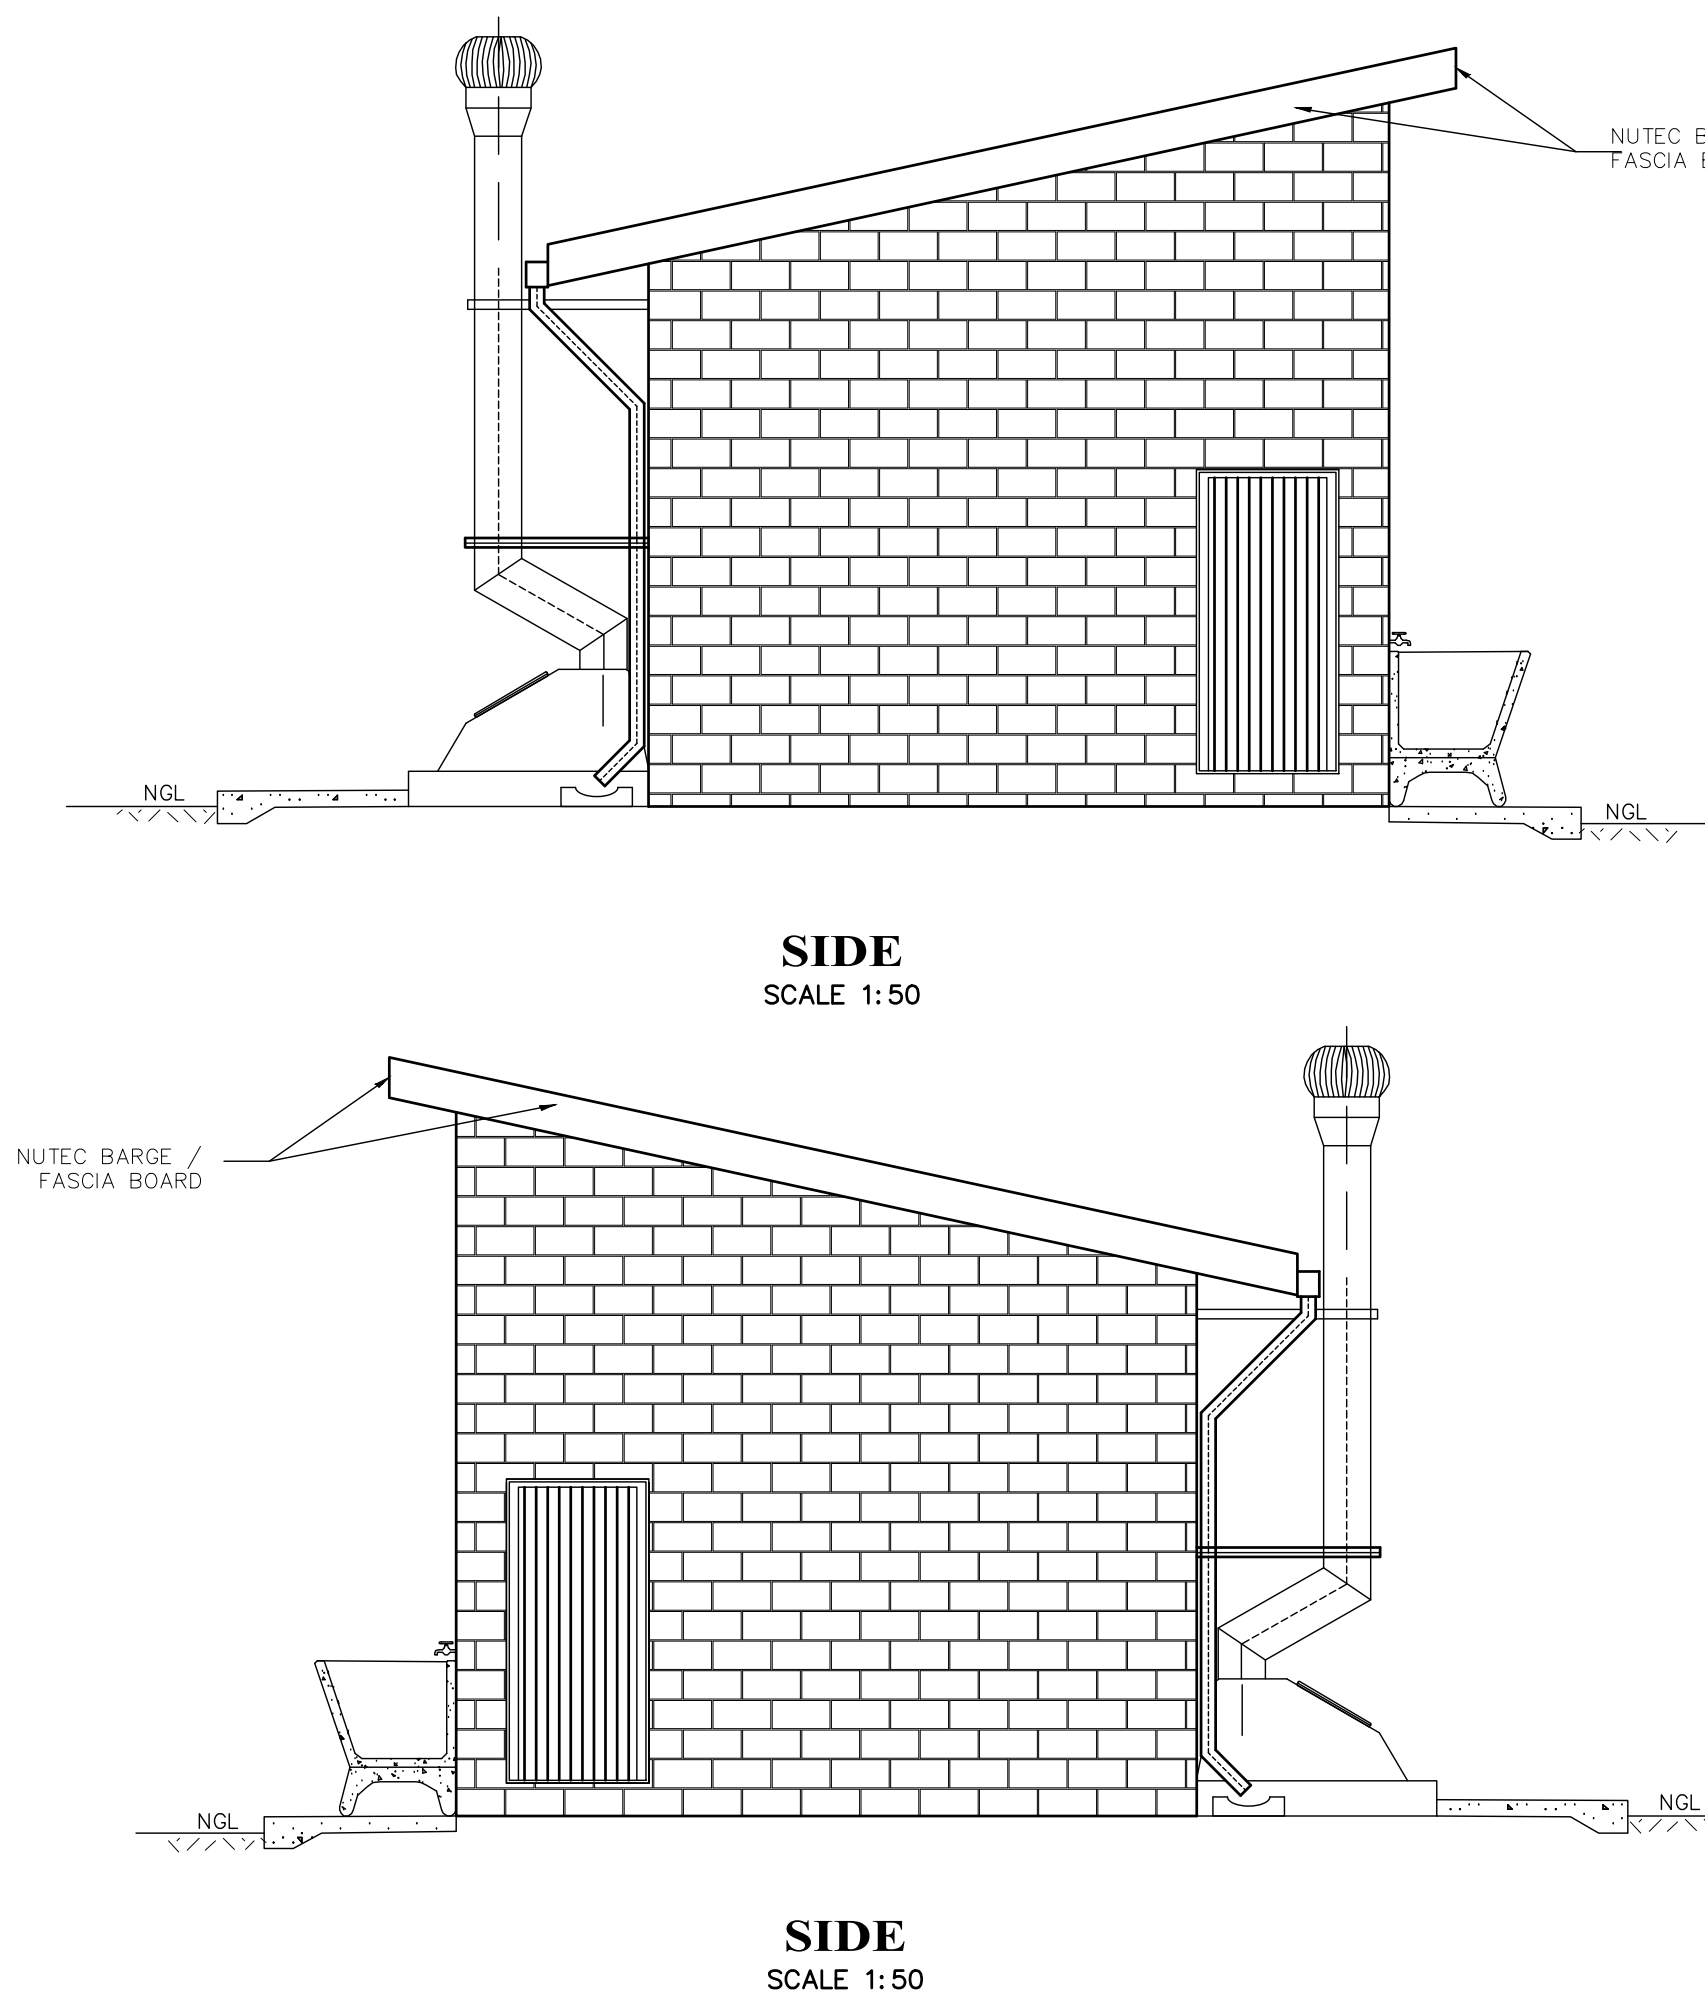 NUTEC
FASCIA
NGL
NGL
SIDE
SCALE 1:50
NUTEC BARGE /
FASCIA BOARD
NGL
NGL
SIDE
SCALE 1:50